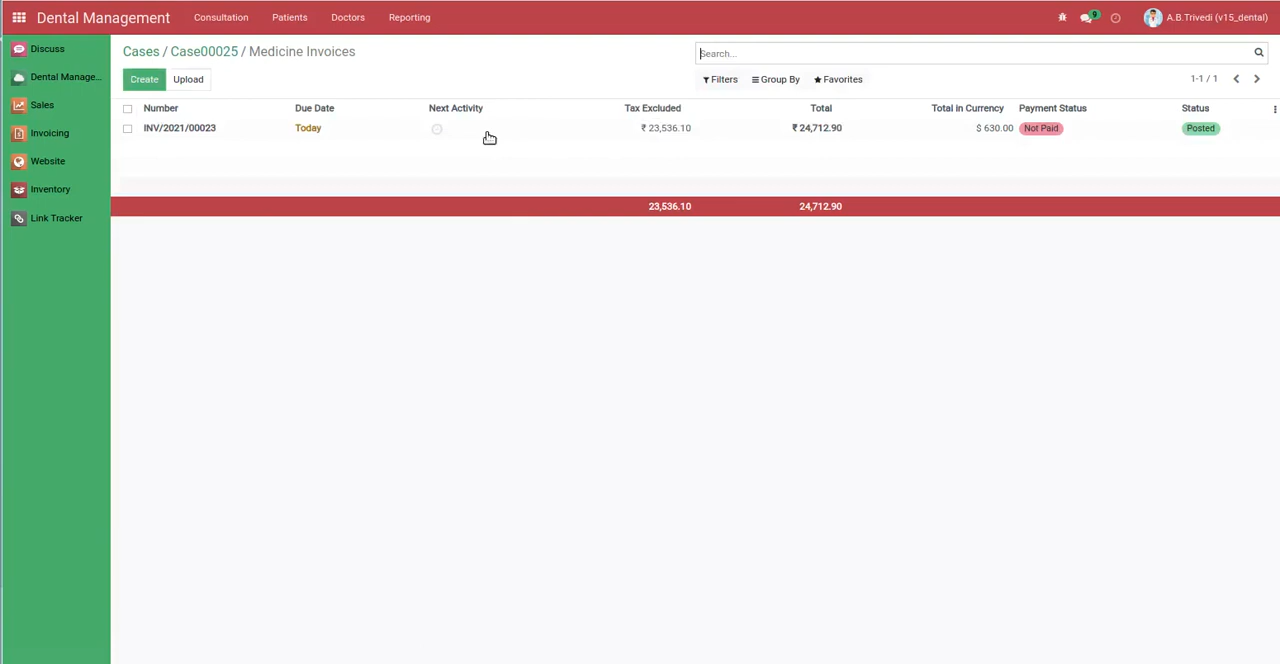 Dental Management Consultation Patients Doctors Reporting 9 A.B.Trivedi (v15_dental)
Discuss
Dental Manage...
Sales
Invoicing
Website
Inventory
Link Tracker
Cases / Case00025 / Medicine Invoices
Search...
Create Upload
Filters Group By Favorites 1-1 / 1
Number Due Date Next Activity Tax Excluded Total Total in Currency Payment Status Status
INV/2021/00023 Today ₹ 23,536.10 ₹ 24,712.90 $ 630.00 Not Paid Posted
23,536.10 24,712.90